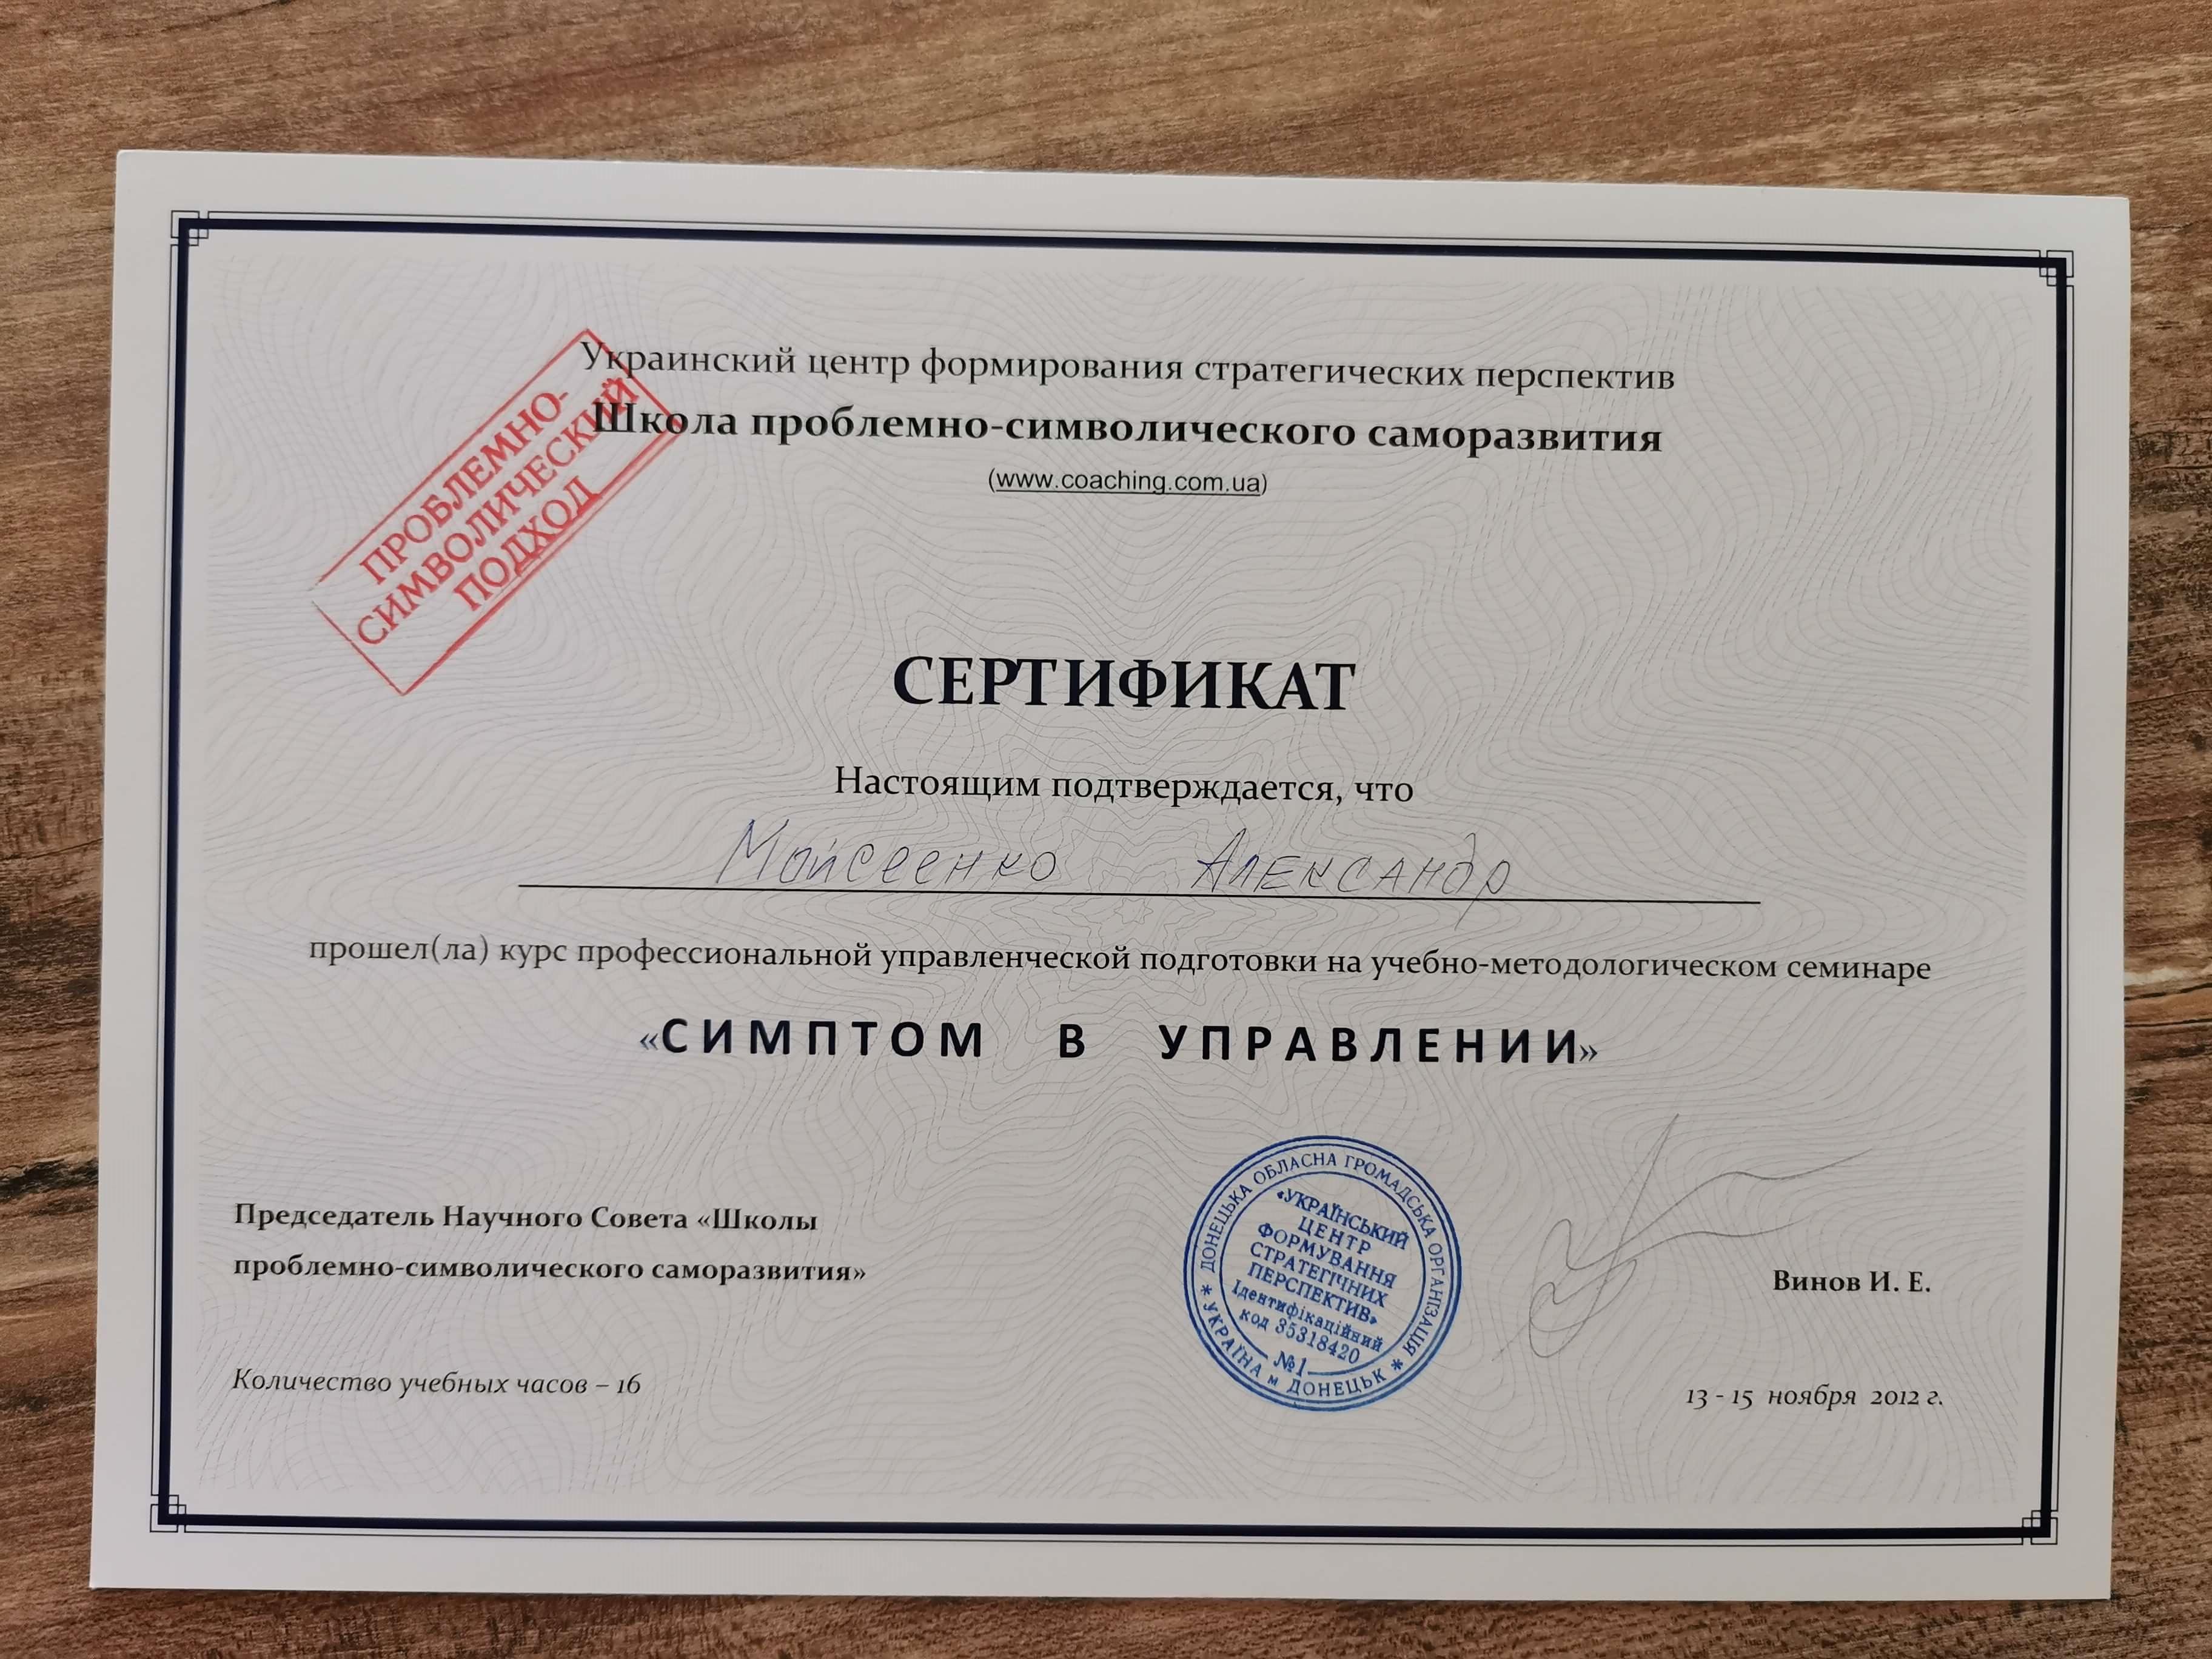 Украинский центр формирования стратегических перспектив
Школа проблемно-символического саморазвития
(www.coaching.com.ua)
ПРОБЛЕМНО-
СИМВОЛИЧЕСКИЙ
ПОДХОД
СЕРТИФИКАТ
Настоящим подтверждается, что
Мойсеенко Александр
прошел(ла) курс профессиональной управленческой подготовки на учебно-методологическом семинаре
«СИМПТОМ В УПРАВЛЕНИИ»
Председатель Научного Совета «Школы
проблемно-символического саморазвития»
ДОНЕЦЬКА ОБЛАСНА ГРОМАДСЬКА ОРГАНІЗАЦІЯ
«УКРАЇНСЬКИЙ
ЦЕНТР
ФОРМУВАННЯ
СТРАТЕГІЧНИХ
ПЕРСПЕКТИВ»
Ідентифікаційний
код 35318420
№1
* УКРАЇНА м ДОНЕЦЬК *
Винов И. Е.
Количество учебных часов – 16
13 - 15 ноября 2012 г.